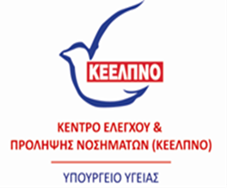 ΚΕΕΛΠΝΟ
ΚΕΝΤΡΟ ΕΛΕΓΧΟΥ &
ΠΡΟΛΗΨΗΣ ΝΟΣΗΜΑΤΩΝ (ΚΕΕΛΠΝΟ)
ΥΠΟΥΡΓΕΙΟ ΥΓΕΙΑΣ